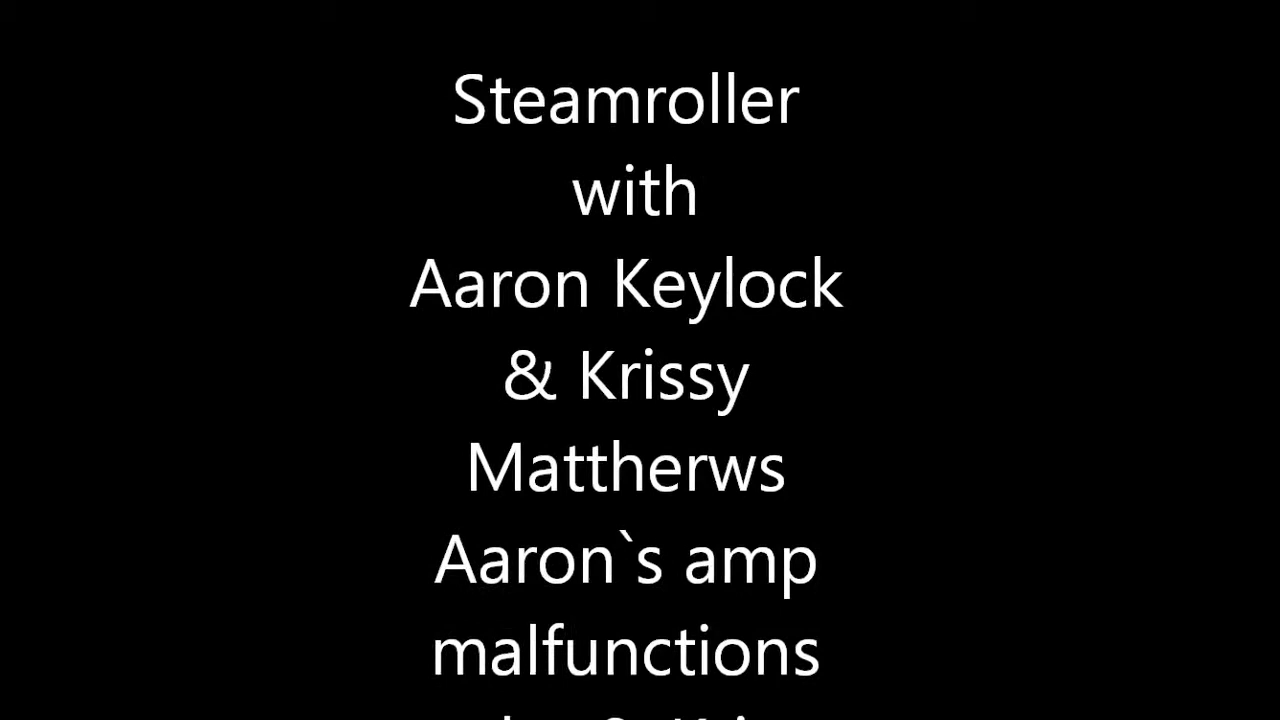 Steamroller
with
Aaron Keylock
& Krissy
Mattherws
Aaron`s amp
malfunctions